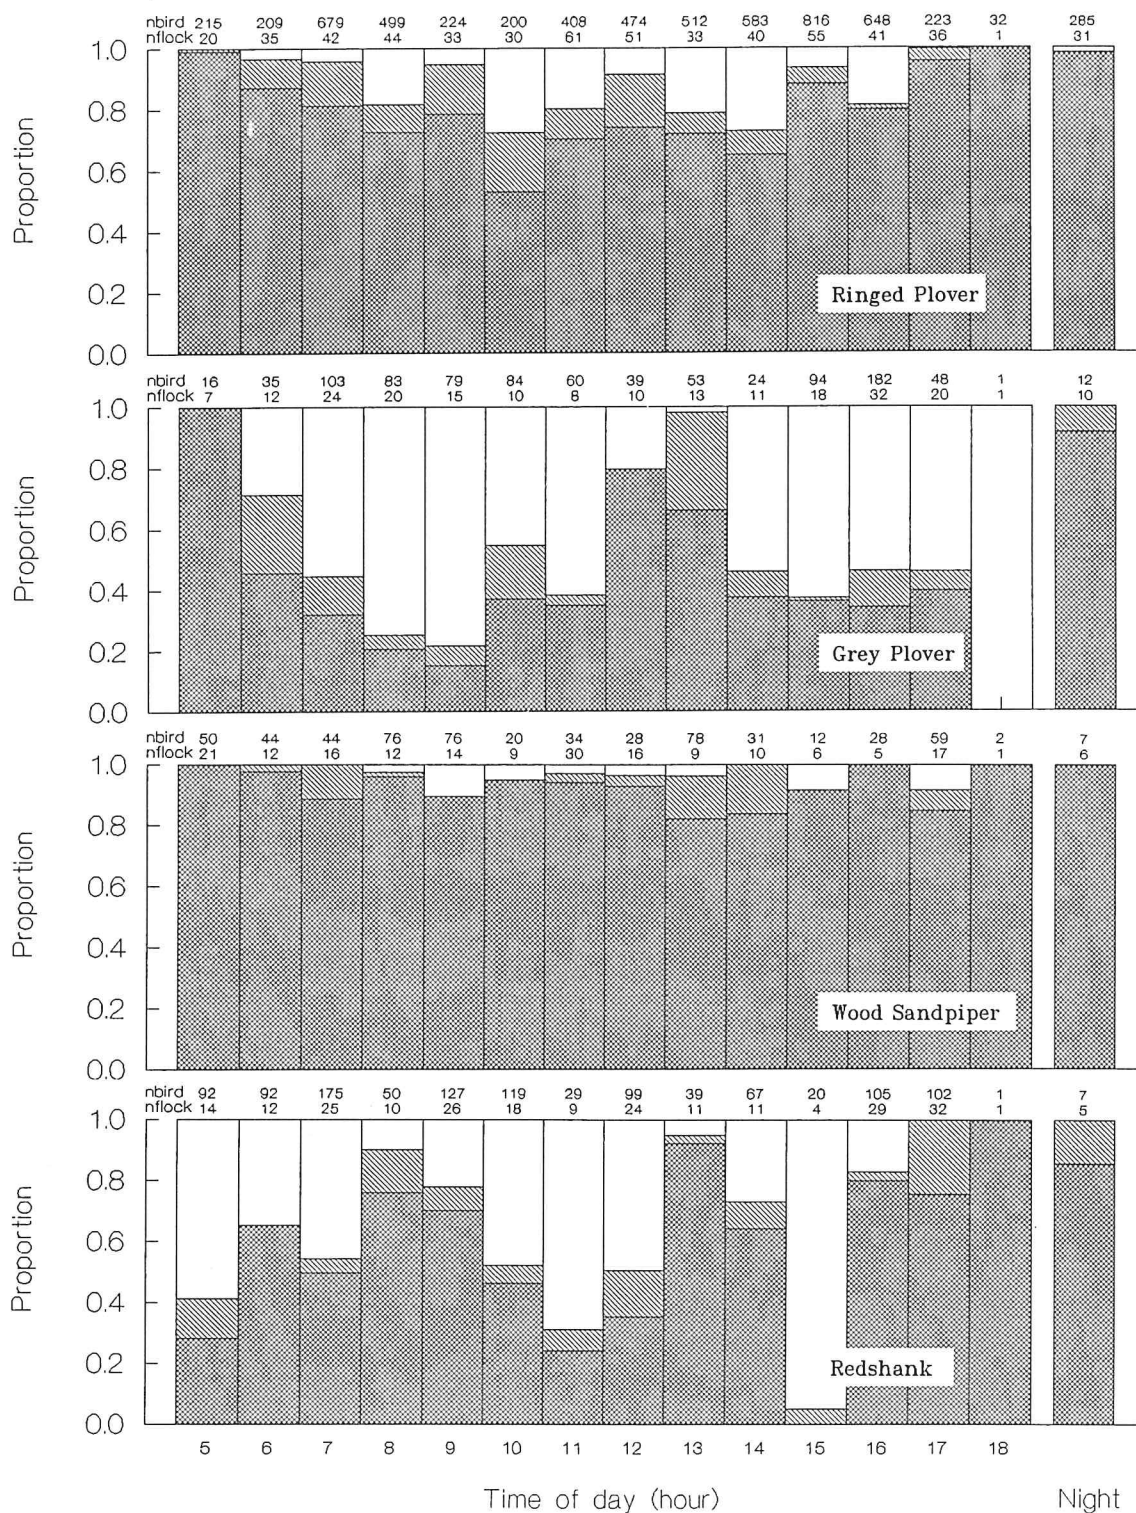 nbird 215 209 679 499 224 200 408 474 512 583 816 648 223 32 285
nflock 20 35 42 44 33 30 61 51 33 40 55 41 36 1 31
1.0
0.8
0.6
0.4
0.2
0.0
Proportion
Ringed Plover
nbird 16 35 103 83 79 84 60 39 53 24 94 182 48 1 12
nflock 7 12 24 20 15 10 8 10 13 11 18 32 20 1 10
1.0
0.8
0.6
0.4
0.2
0.0
Proportion
Grey Plover
nbird 50 44 44 76 76 20 34 28 78 31 12 28 59 2 7
nflock 21 12 16 12 14 9 30 16 9 10 6 5 17 1 6
1.0
0.8
0.6
0.4
0.2
0.0
Proportion
Wood Sandpiper
nbird 92 92 175 50 127 119 29 99 39 67 20 105 102 1 7
nflock 14 12 25 10 26 18 9 24 11 11 4 29 32 1 5
1.0
0.8
0.6
0.4
0.2
0.0
Proportion
Redshank
5 6 7 8 9 10 11 12 13 14 15 16 17 18
Time of day (hour) Night